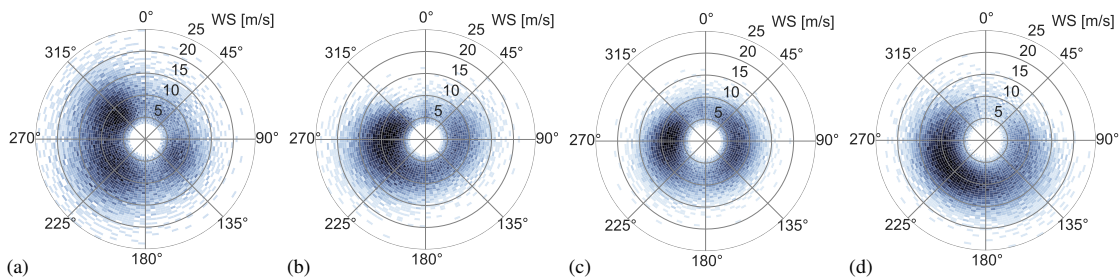 0° WS [m/s] 0° WS [m/s] 0° WS [m/s] 0° WS [m/s]
25 25 25 25
315° 20 45° 315° 20 45° 315° 20 45° 315° 20 45°
15 15 15 15
10 10 10 10
5 5 5 5
270° 90° 270° 90° 270° 90° 270° 90°
225° 135° 225° 135° 225° 135° 225° 135°
180° 180° 180° 180°
(a) (b) (c) (d)